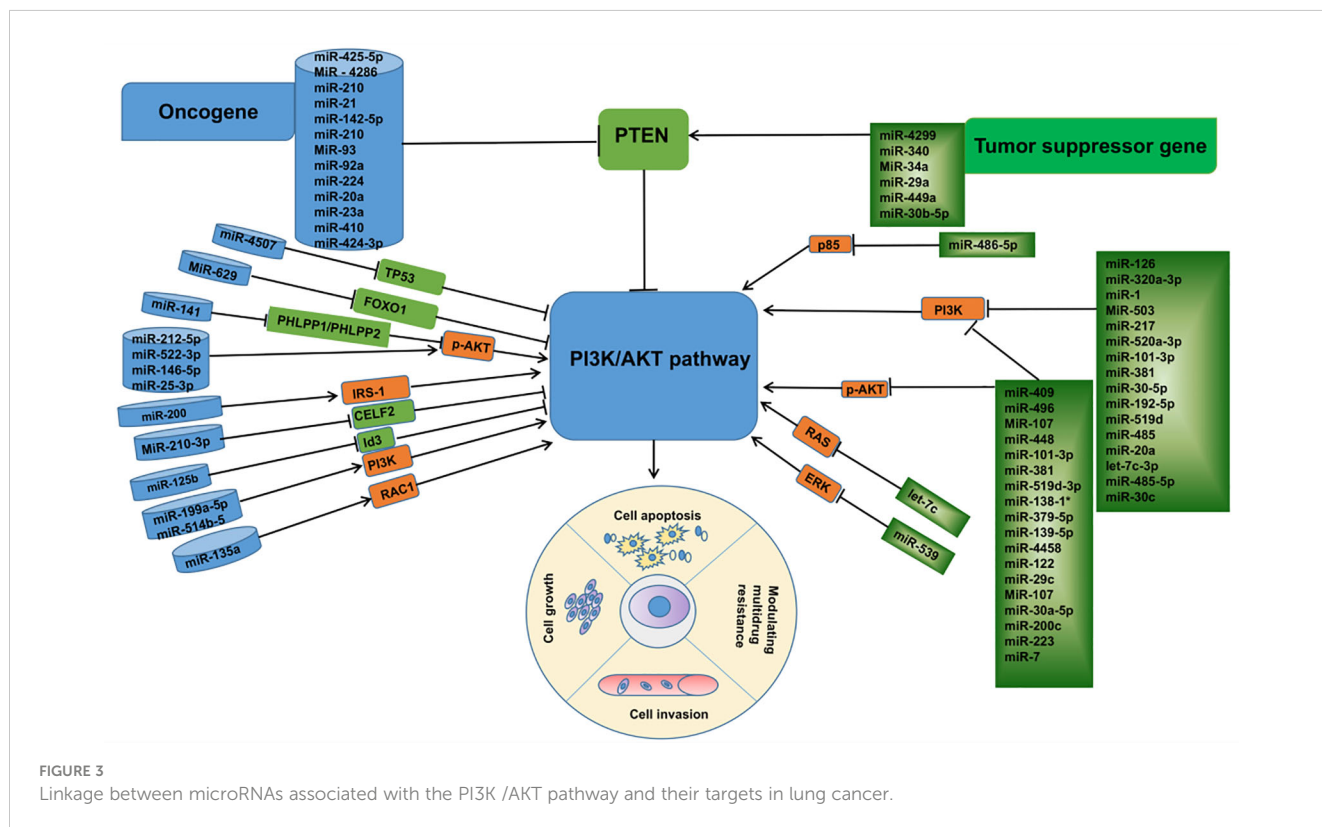 Oncogene
miR-425-5p
MiR - 4286
miR-210
miR-21
miR-142-5p
miR-210
MiR-93
miR-92a
miR-224
miR-20a
miR-23a
miR-410
miR-424-3p
PTEN
miR-4299
miR-340
MiR-34a
miR-29a
miR-449a
miR-30b-5p
Tumor suppressor gene
miR-4507
TP53
MiR-629
FOXO1
miR-141
PHLPP1/PHLPP2
p-AKT
miR-212-5p
miR-522-3p
miR-146-5p
miR-25-3p
miR-200
IRS-1
MiR-210-3p
CELF2
miR-125b
Id3
miR-199a-5p
miR-514b-5
PI3K
miR-135a
RAC1
PI3K/AKT pathway
p85
miR-486-5p
PI3K
miR-126
miR-320a-3p
miR-1
MiR-503
miR-217
miR-520a-3p
miR-101-3p
miR-381
miR-30-5p
miR-192-5p
miR-519d
miR-485
miR-20a
let-7c-3p
miR-485-5p
miR-30c
p-AKT
miR-409
miR-496
MiR-107
miR-448
miR-101-3p
miR-381
miR-519d-3p
miR-138-1*
miR-379-5p
miR-139-5p
miR-4458
miR-122
miR-29c
MiR-107
miR-30a-5p
miR-200c
miR-223
miR-7
RAS
let-7c
ERK
miR-539
Cell apoptosis
Cell growth
Modulating
multidrug
resistance
Cell invasion
FIGURE 3
Linkage between microRNAs associated with the PI3K /AKT pathway and their targets in lung cancer.